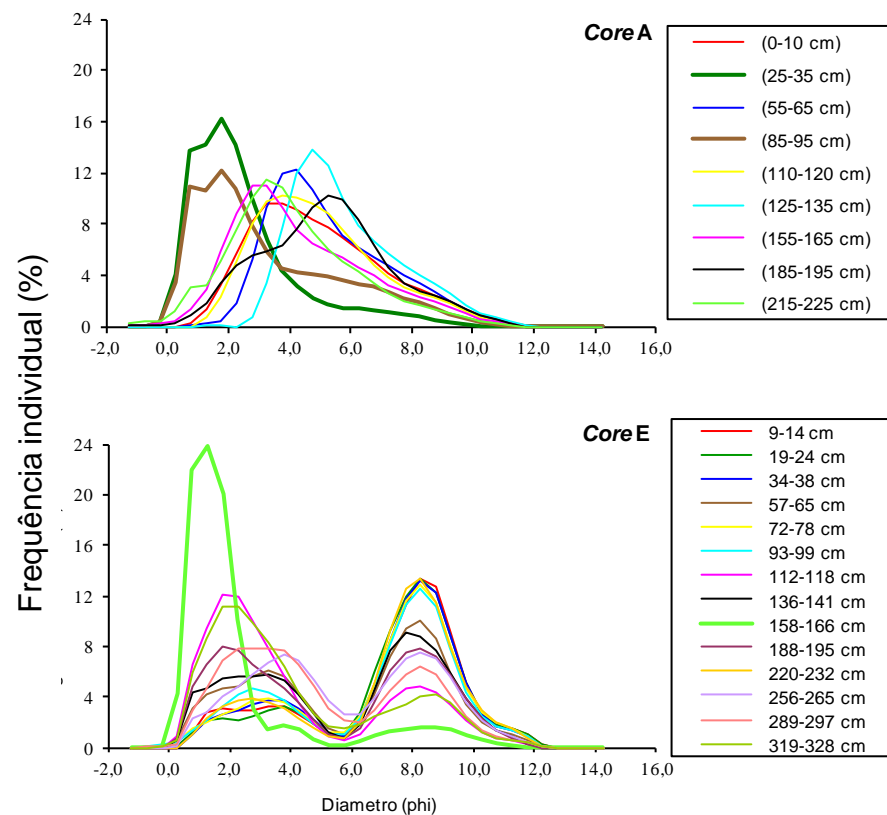 Frequência individual (%)
Core A
24
20
16
12
8
4
0
-2,0 0,0 2,0 4,0 6,0 8,0 10,0 12,0 14,0 16,0
(0-10 cm)
(25-35 cm)
(55-65 cm)
(85-95 cm)
(110-120 cm)
(125-135 cm)
(155-165 cm)
(185-195 cm)
(215-225 cm)
Core E
24
20
16
12
8
4
0
-2,0 0,0 2,0 4,0 6,0 8,0 10,0 12,0 14,0 16,0
Diametro (phi)
9-14 cm
19-24 cm
34-38 cm
57-65 cm
72-78 cm
93-99 cm
112-118 cm
136-141 cm
158-166 cm
188-195 cm
220-232 cm
256-265 cm
289-297 cm
319-328 cm